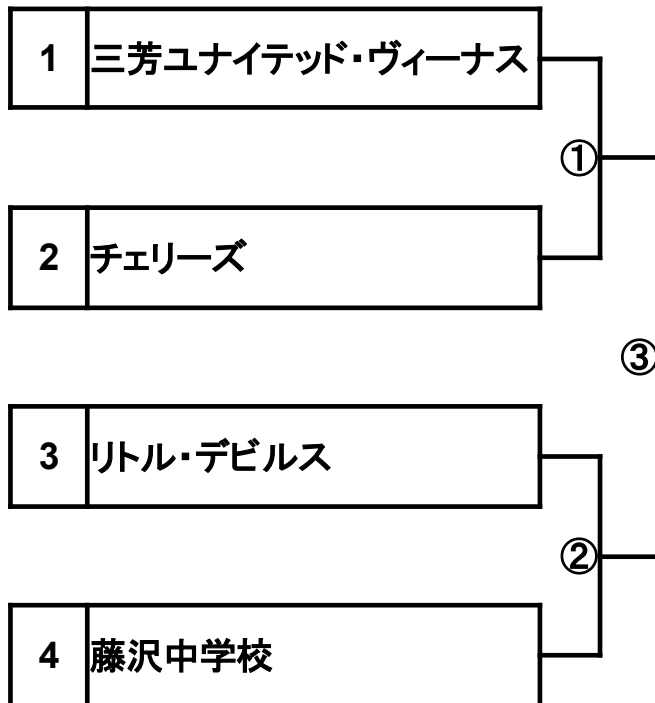 1 三芳ユナイテッド・ヴィーナス
①
2 チェリーズ
③
3 リトル・デビルス
②
4 藤沢中学校